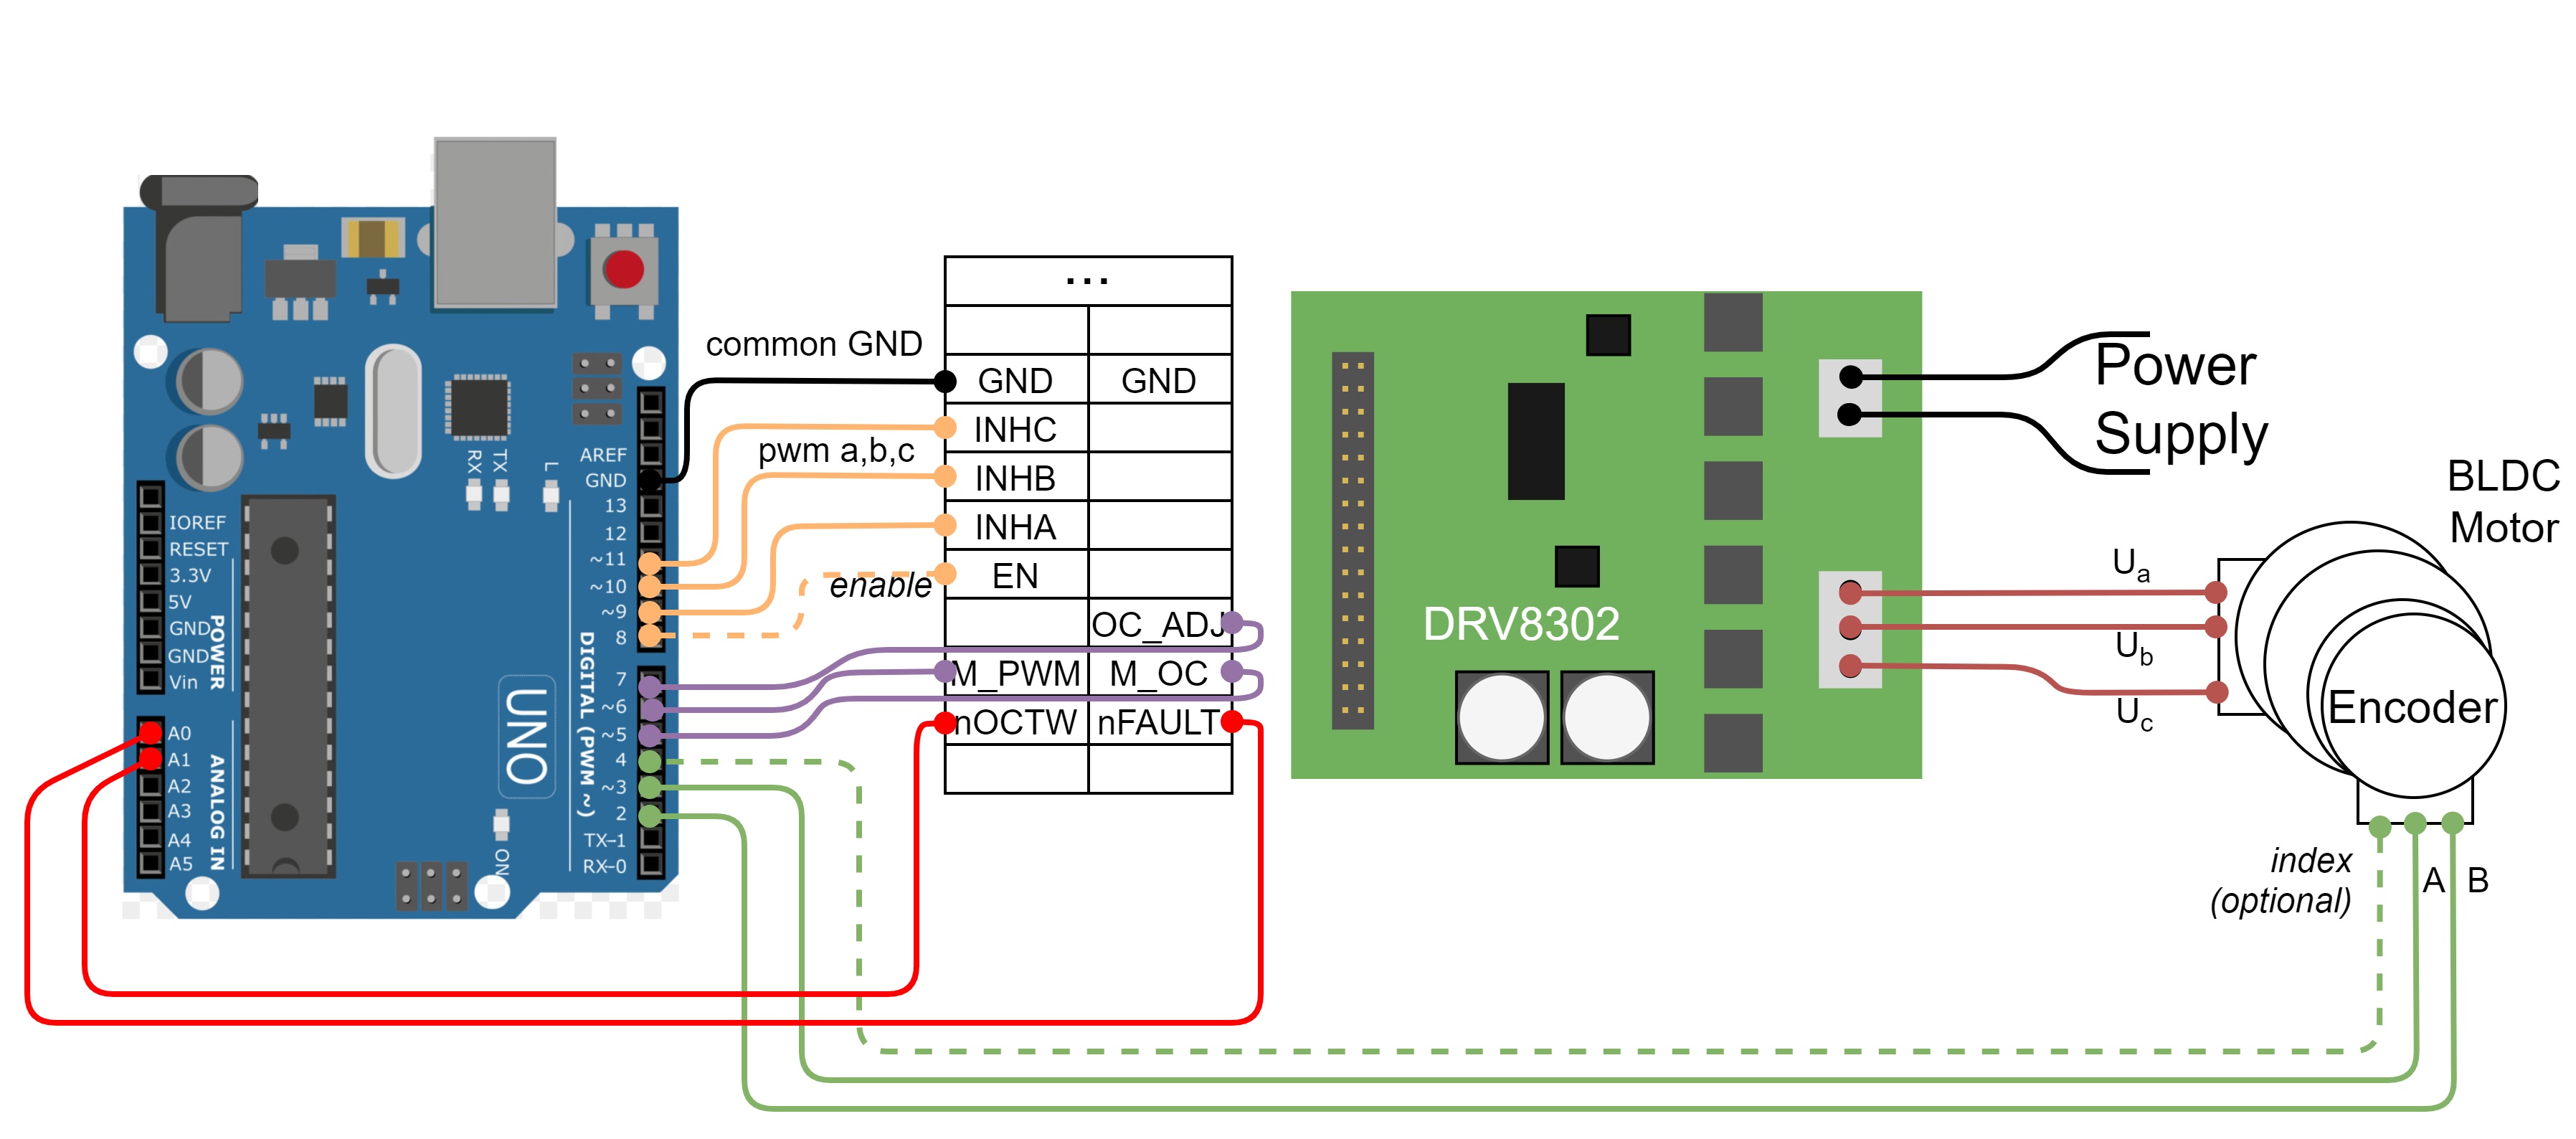 RX
TX
L
AREF
GND
13
12
~11
~10
~9
8
7
~6
~5
4
~3
2
TX-1
RX-0
DIGITAL (PWM ~)
UNO
ON
IOREF
RESET
3.3V
5V
GND
GND
Vin
POWER
A0
A1
A2
A3
A4
A5
ANALOG IN
common GND
pwm a,b,c
enable
...
GND GND
INHC
INHB
INHA
EN
OC_ADJ
M_PWM M_OC
nOCTW nFAULT
DRV8302
Power
Supply
BLDC
Motor
Ua
Ub
Uc
Encoder
index
(optional)
A
B